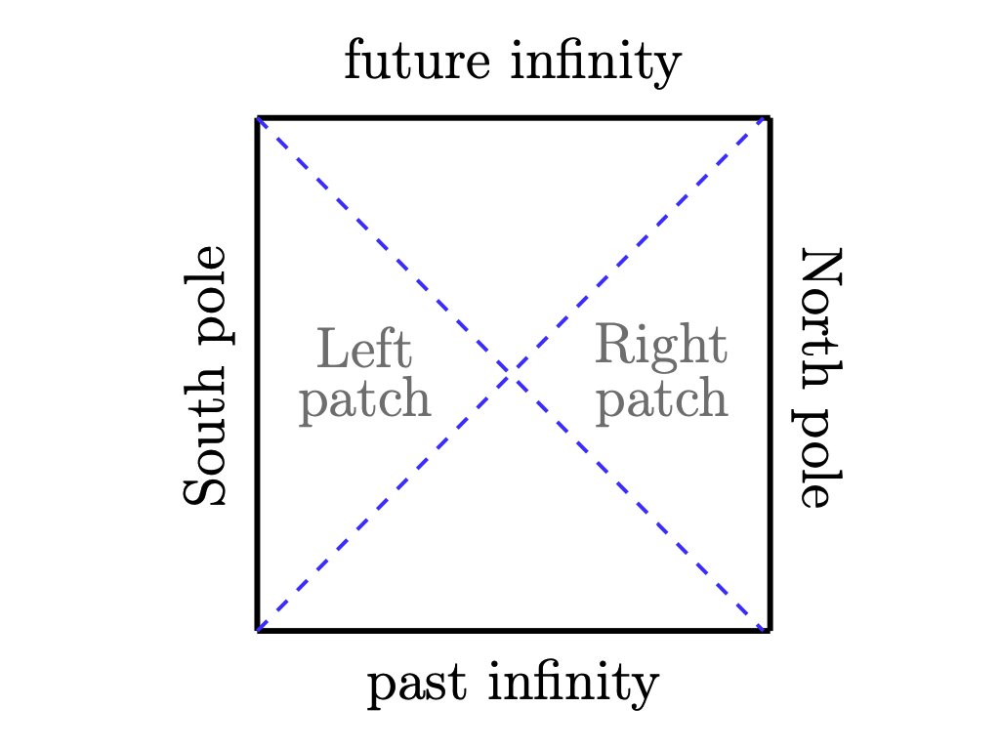 future infinity
South pole
Left
patch
Right
patch
North pole
past infinity